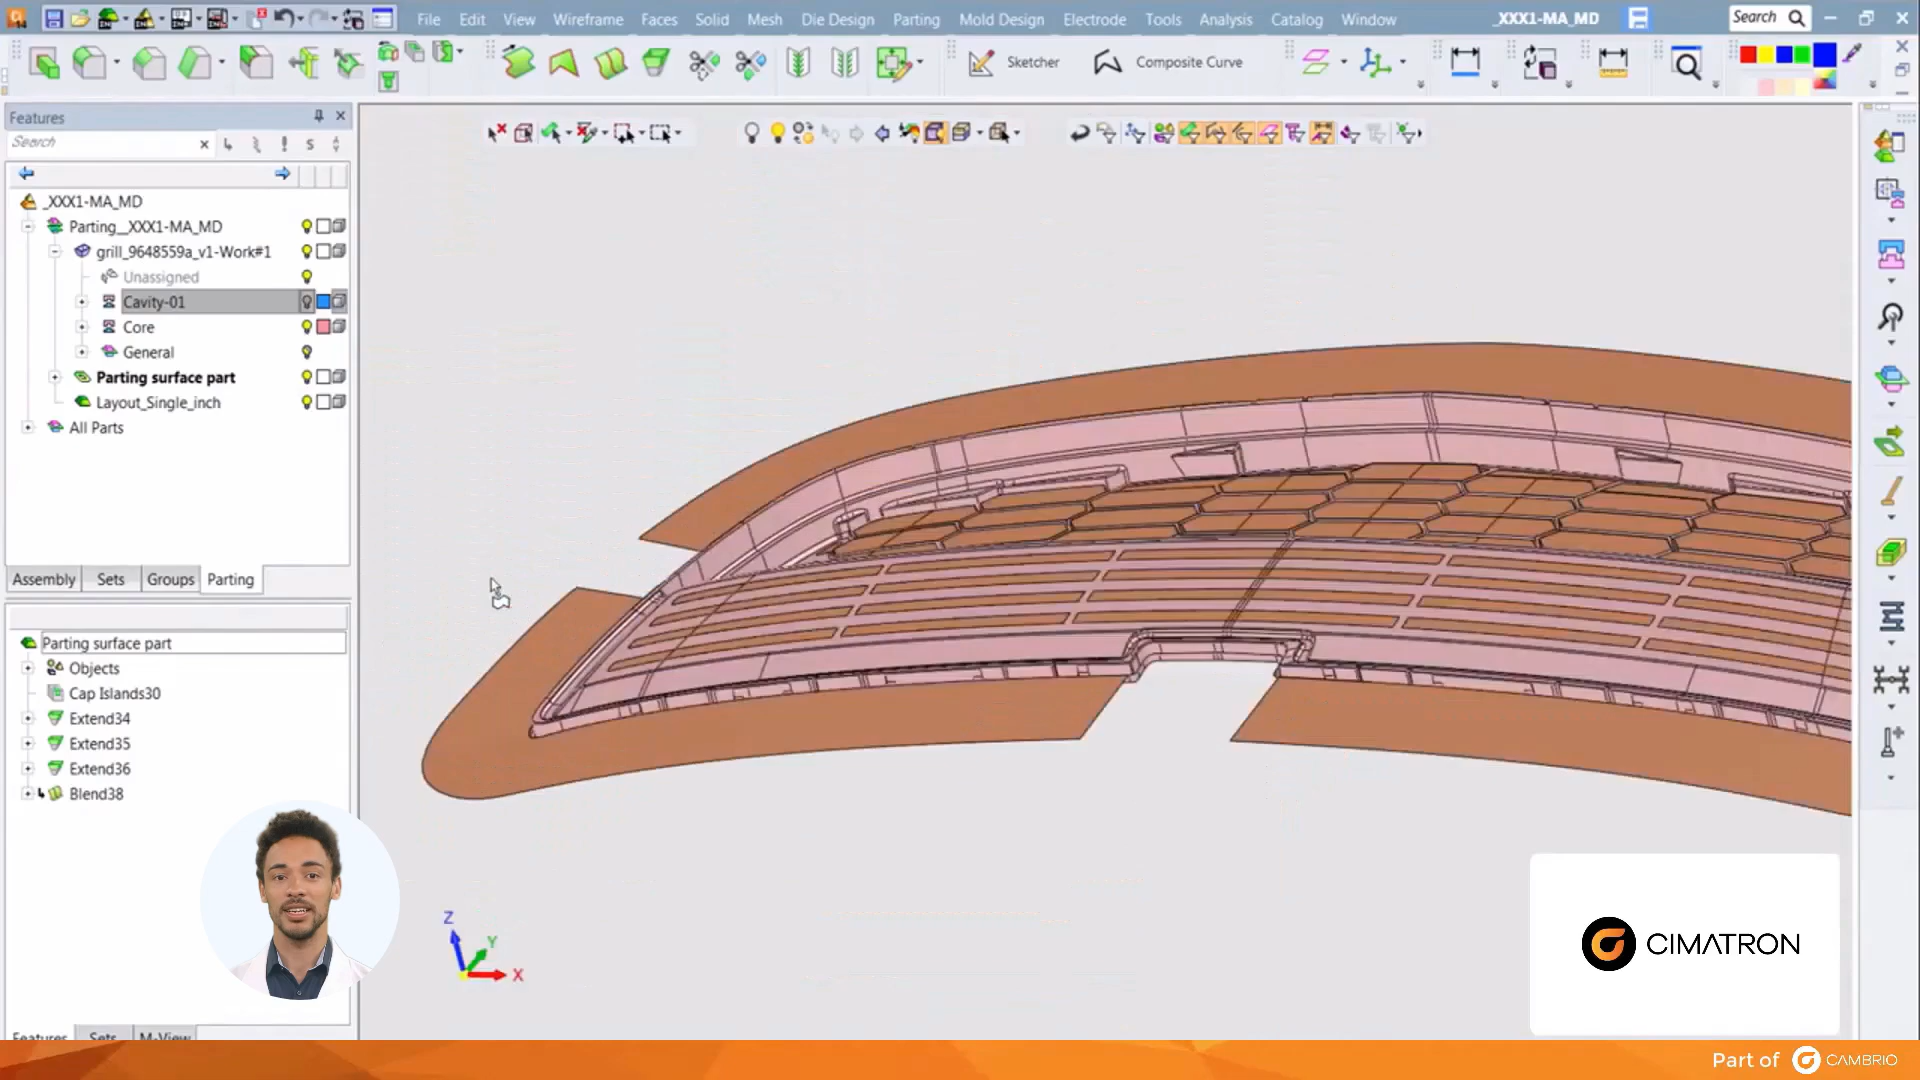 File Edit View Wireframe Faces Solid Mesh Die Design Parting Mold Design Electrode Tools Analysis Catalog Window _XXX1-MA_MD Search
Sketcher Composite Curve
Features
Search
_XXX1-MA_MD
Parting__XXX1-MA_MD
grill_9648559a_v1-Work#1
Unassigned
Cavity-01
Core
General
Parting surface part
Layout_Single_inch
All Parts
Assembly Sets Groups Parting
Parting surface part
Objects
Cap Islands30
Extend34
Extend35
Extend36
Blend38
Z
Y
X
CIMATRON
Features Sets M-View
Part of CAMBRIO